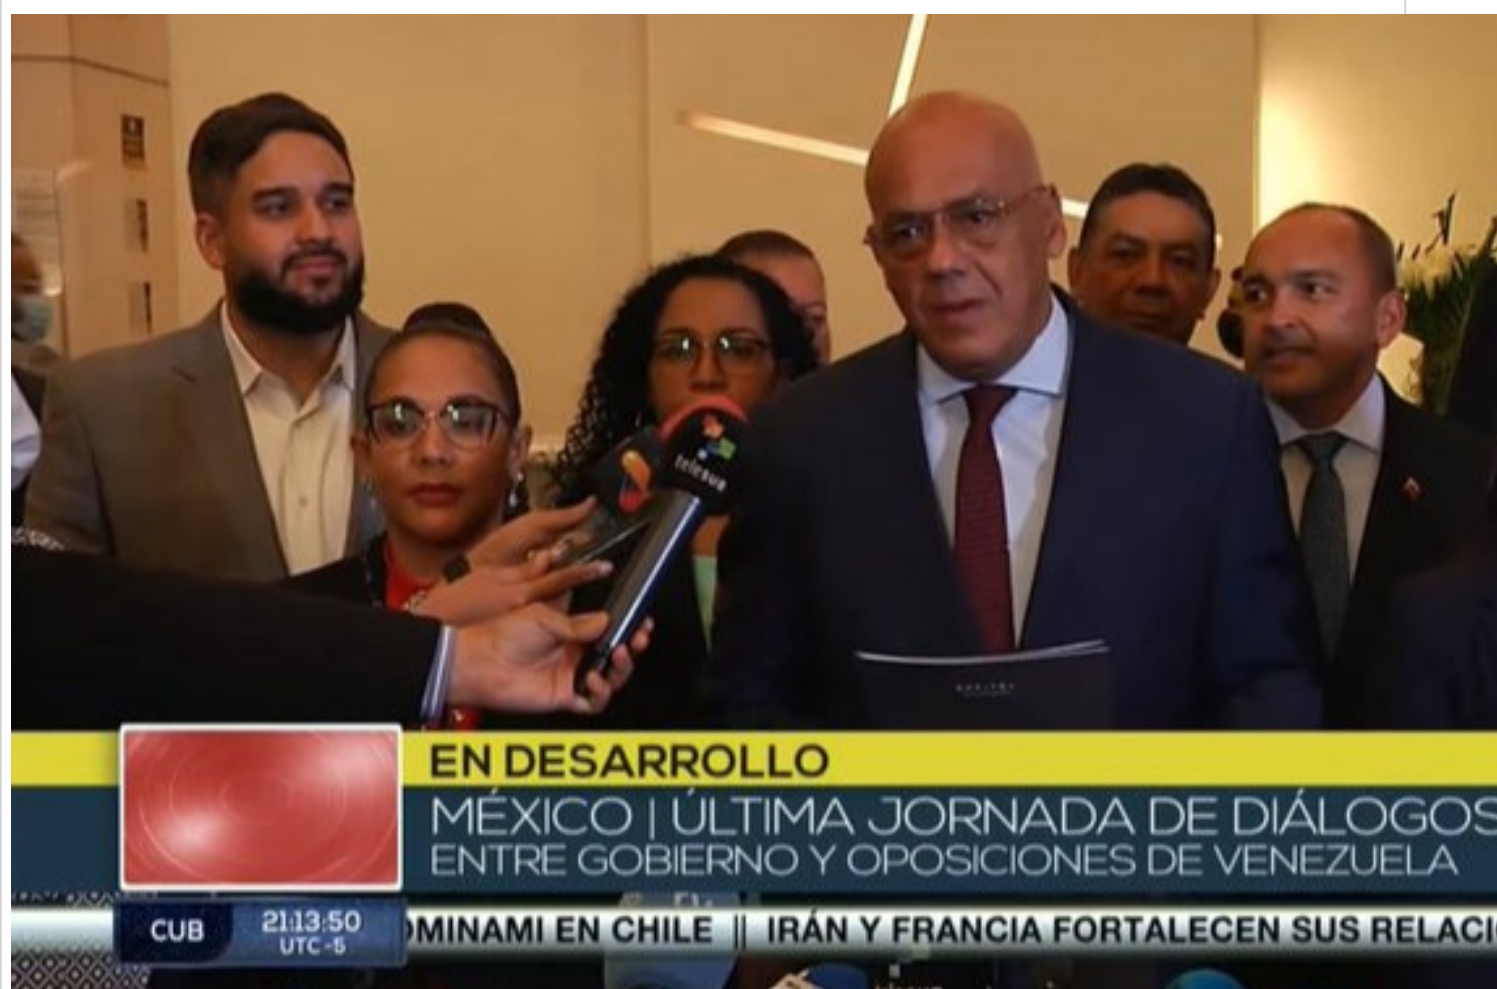 telesur
EN DESARROLLO
MÉXICO | ÚLTIMA JORNADA DE DIÁLOGOS
ENTRE GOBIERNO Y OPOSICIONES DE VENEZUELA
CUB 21:13:50
UTC -5
OMINAMI EN CHILE || IRÁN Y FRANCIA FORTALECEN SUS RELACI